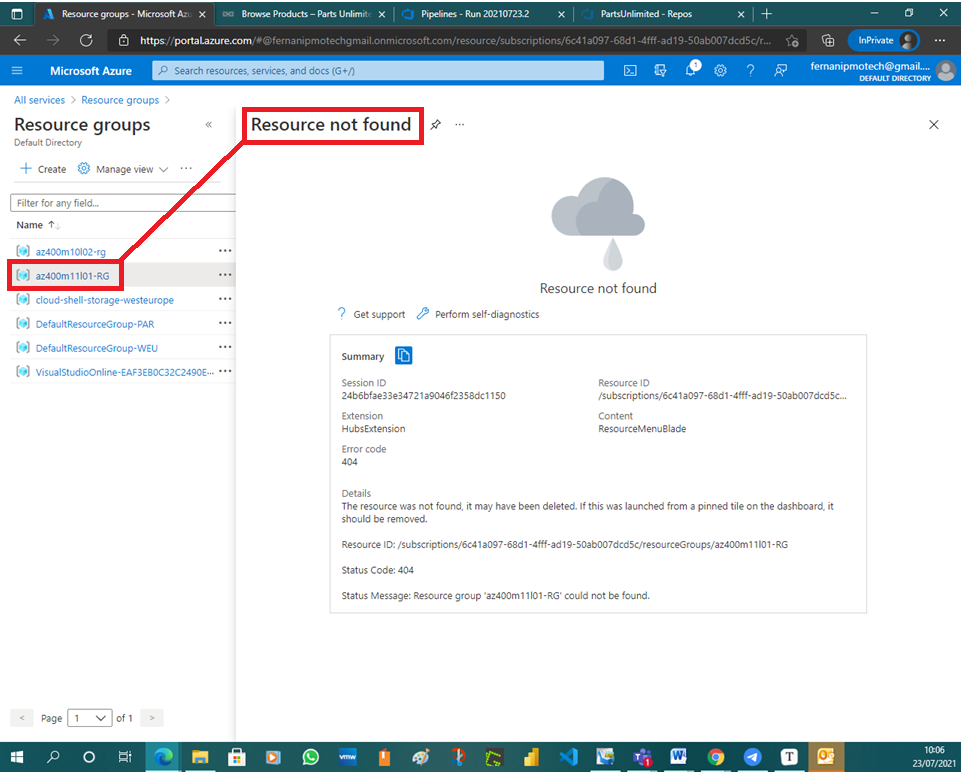 Resource groups - Microsoft Azu
Browse Products – Parts Unlimite
Pipelines - Run 20210723.2
PartsUnlimited - Repos
https://portal.azure.com/#@fernanipmotechgmail.onmicrosoft.com/resource/subscriptions/6c41a097-68d1-4fff-ad19-50ab007dcd5c/r...
InPrivate
Microsoft Azure
Search resources, services, and docs (G+/)
1
fernanipmotech@gmail....
DEFAULT DIRECTORY
All services > Resource groups >
Resource groups «
Default Directory
+ Create
Manage view
...
Filter for any field...
Name ↑↓
az400m10l02-rg ...
az400m11l01-RG ...
cloud-shell-storage-westeurope ...
DefaultResourceGroup-PAR ...
DefaultResourceGroup-WEU ...
VisualStudioOnline-EAF3EB0C32C2490E... ...
< Page 1 of 1 >
Resource not found ...
Resource not found
? Get support
Perform self-diagnostics
Summary
Session ID
24b6bfae33e34721a9046f2358dc1150
Resource ID
/subscriptions/6c41a097-68d1-4fff-ad19-50ab007dcd5c...
Extension
HubsExtension
Content
ResourceMenuBlade
Error code
404
Details
The resource was not found, it may have been deleted. If this was launched from a pinned tile on the dashboard, it
should be removed.
Resource ID: /subscriptions/6c41a097-68d1-4fff-ad19-50ab007dcd5c/resourceGroups/az400m11l01-RG
Status Code: 404
Status Message: Resource group 'az400m11l01-RG' could not be found.
vmw
1
W
T
10:06
23/07/2021